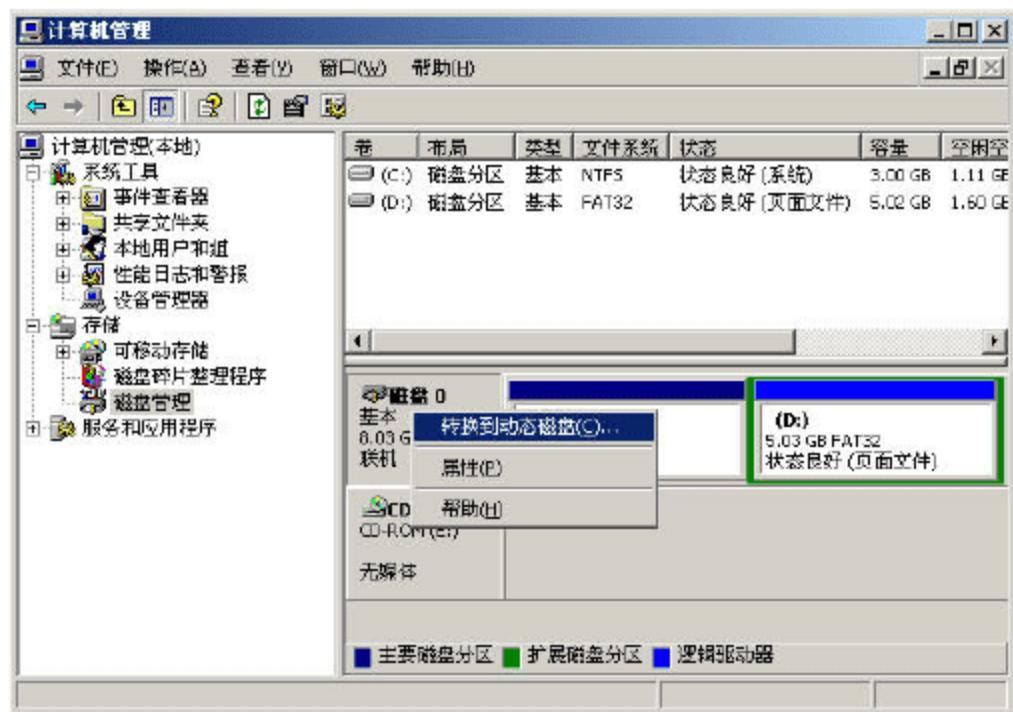 计算机管理
文件(F) 操作(A) 查看(V) 窗口(W) 帮助(H)
计算机管理(本地)
系统工具
事件查看器
共享文件夹
本地用户和组
性能日志和警报
设备管理器
存储
可移动存储
磁盘碎片整理程序
磁盘管理
服务和应用程序
卷 布局 类型 文件系统 状态 容量 空闲空
(C:) 磁盘分区 基本 NTFS 状态良好 (系统) 3.00 GB 1.11 GB
(D:) 磁盘分区 基本 FAT32 状态良好 (页面文件) 5.02 GB 1.60 GB
磁盘 0
基本
8.03 G
联机
转换到动态磁盘(C)...
属性(P)
帮助(H)
(D:)
5.03 GB FAT32
状态良好 (页面文件)
CD
CD-ROM (E:)
无媒体
主要磁盘分区 扩展磁盘分区 逻辑驱动器